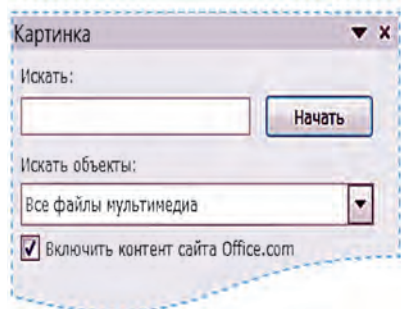 Картинка
Искать:
Начать
Искать объекты:
Все файлы мультимедиа
Включить контент сайта Office.com